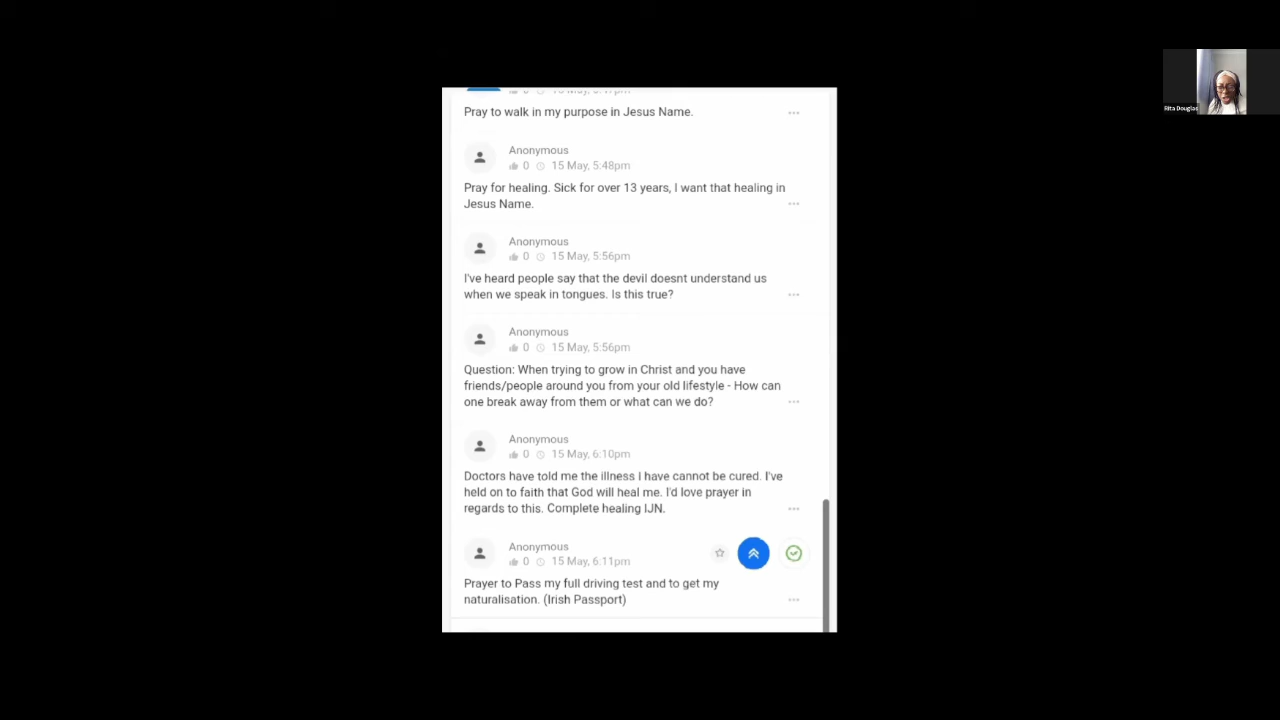 Pray to walk in my purpose in Jesus Name.
Anonymous
0 15 May, 5:48pm
Pray for healing. Sick for over 13 years, I want that healing in
Jesus Name.
Anonymous
0 15 May, 5:56pm
I've heard people say that the devil doesnt understand us
when we speak in tongues. Is this true?
Anonymous
0 15 May, 5:56pm
Question: When trying to grow in Christ and you have
friends/people around you from your old lifestyle - How can
one break away from them or what can we do?
Anonymous
0 15 May, 6:10pm
Doctors have told me the illness I have cannot be cured. I've
held on to faith that God will heal me. I'd love prayer in
regards to this. Complete healing IJN.
Anonymous
0 15 May, 6:11pm
Prayer to Pass my full driving test and to get my
naturalisation. (Irish Passport)
Rita Douglas